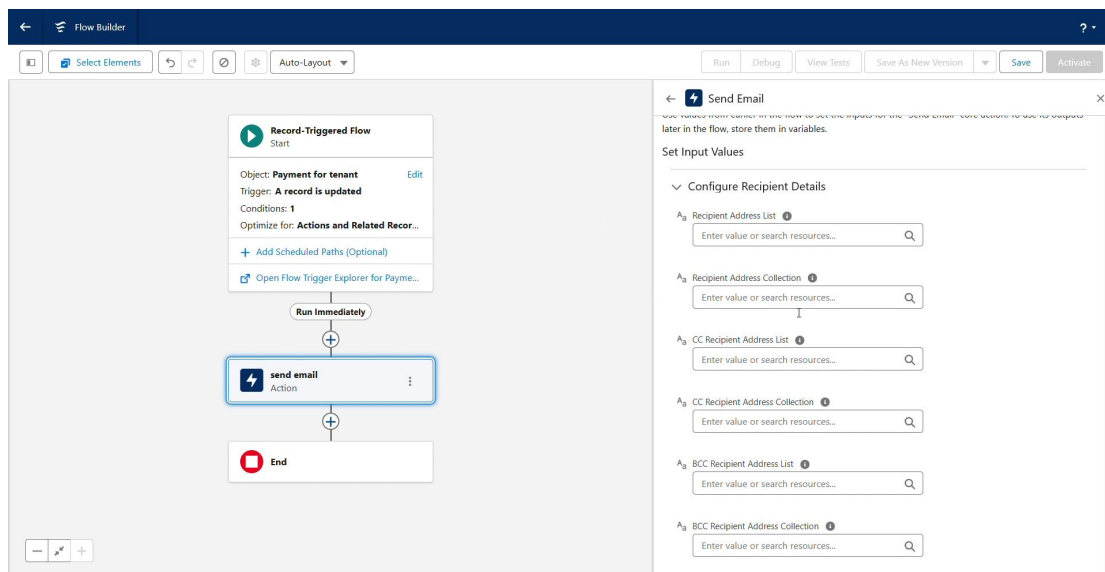 Flow Builder
?
Select Elements
Auto-Layout
Run
Debug
View Tests
Save As New Version
Save
Activate
Record-Triggered Flow
Start
Object: Payment for tenant
Edit
Trigger: A record is updated
Conditions: 1
Optimize for: Actions and Related Recor...
Add Scheduled Paths (Optional)
Open Flow Trigger Explorer for Payme...
Run Immediately
send email
Action
End
Send Email
Use values from earlier in the flow to set the inputs for the "Send Email" core action. To use its outputs
later in the flow, store them in variables.
Set Input Values
Configure Recipient Details
Aa Recipient Address List
Enter value or search resources...
Aa Recipient Address Collection
Enter value or search resources...
Aa CC Recipient Address List
Enter value or search resources...
Aa CC Recipient Address Collection
Enter value or search resources...
Aa BCC Recipient Address List
Enter value or search resources...
Aa BCC Recipient Address Collection
Enter value or search resources...